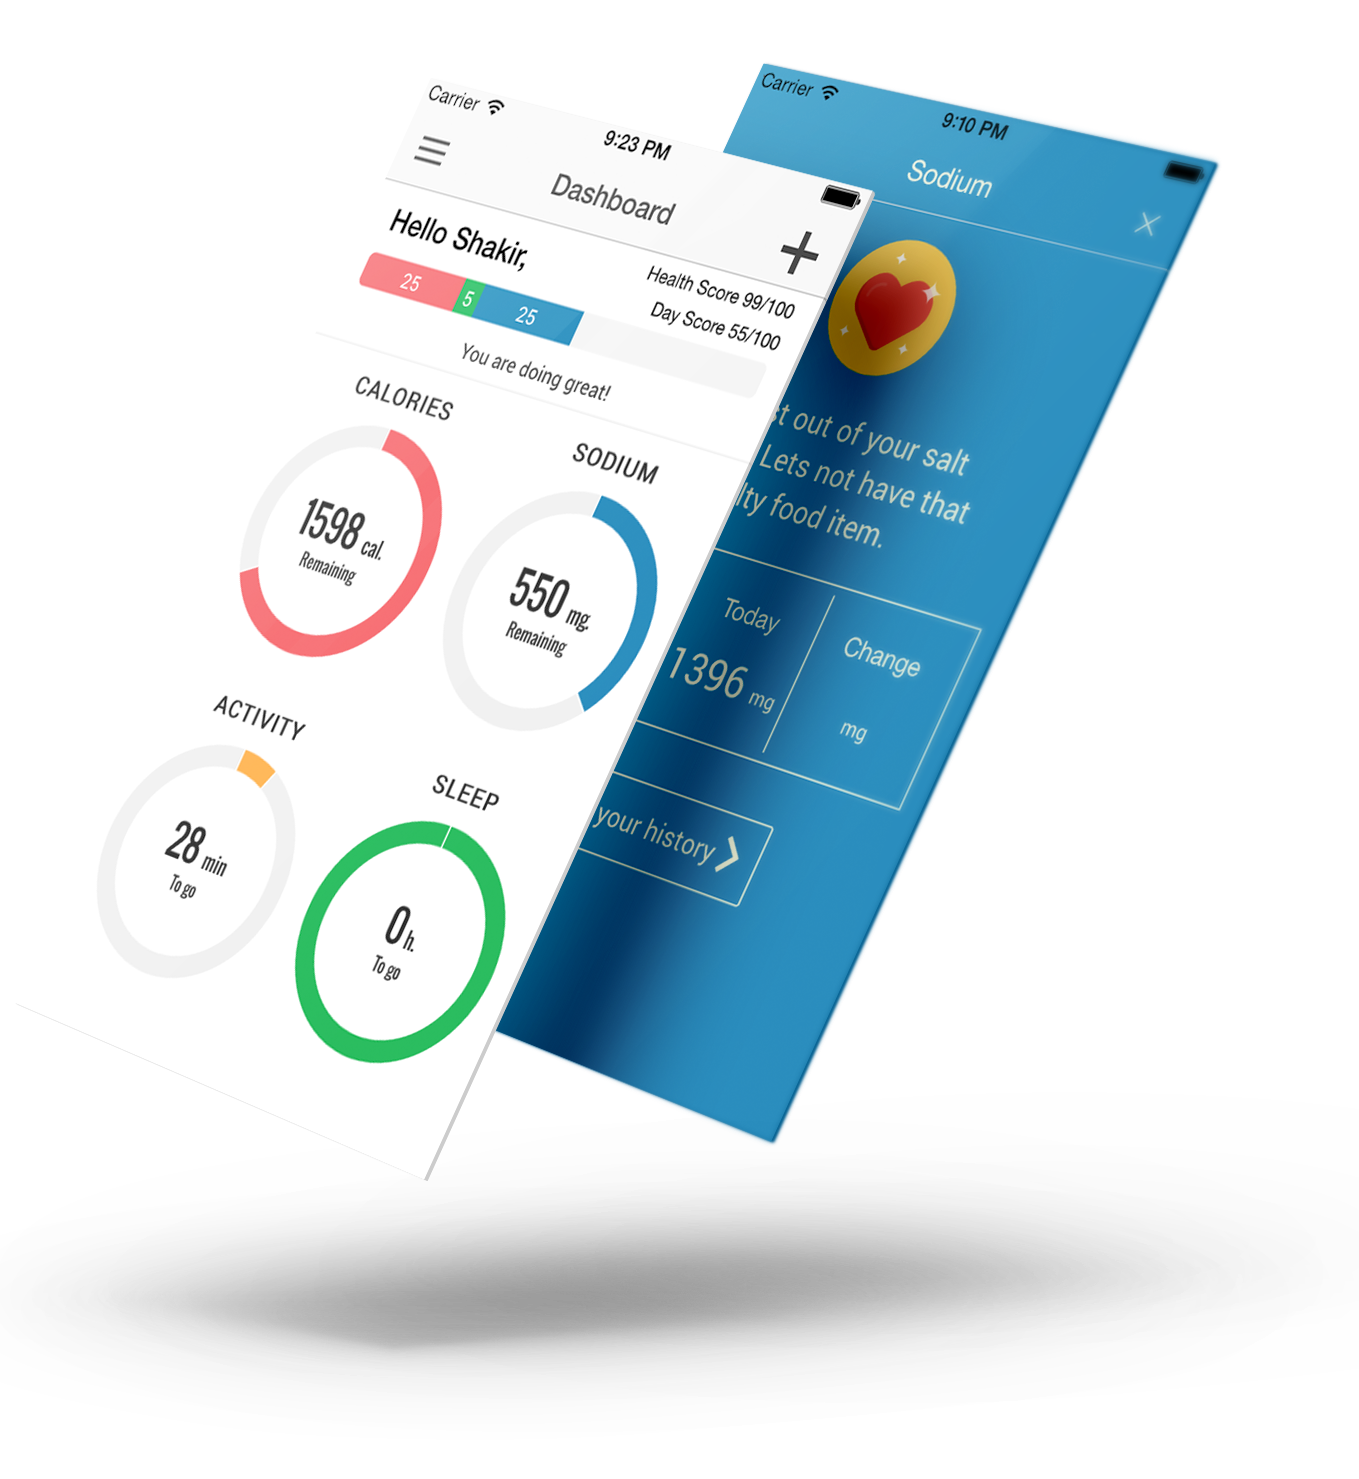 Carrier
9:23 PM
Dashboard
Hello Shakir,
Health Score 99/100
Day Score 55/100
25 5 25
You are doing great!
CALORIES
1598 cal.
Remaining
SODIUM
550 mg.
Remaining
ACTIVITY
28 min
To go
SLEEP
0 h.
To go
Carrier
9:10 PM
Sodium
out of your salt
Lets not have that
food item.
Today
1396 mg
Change
mg
your history